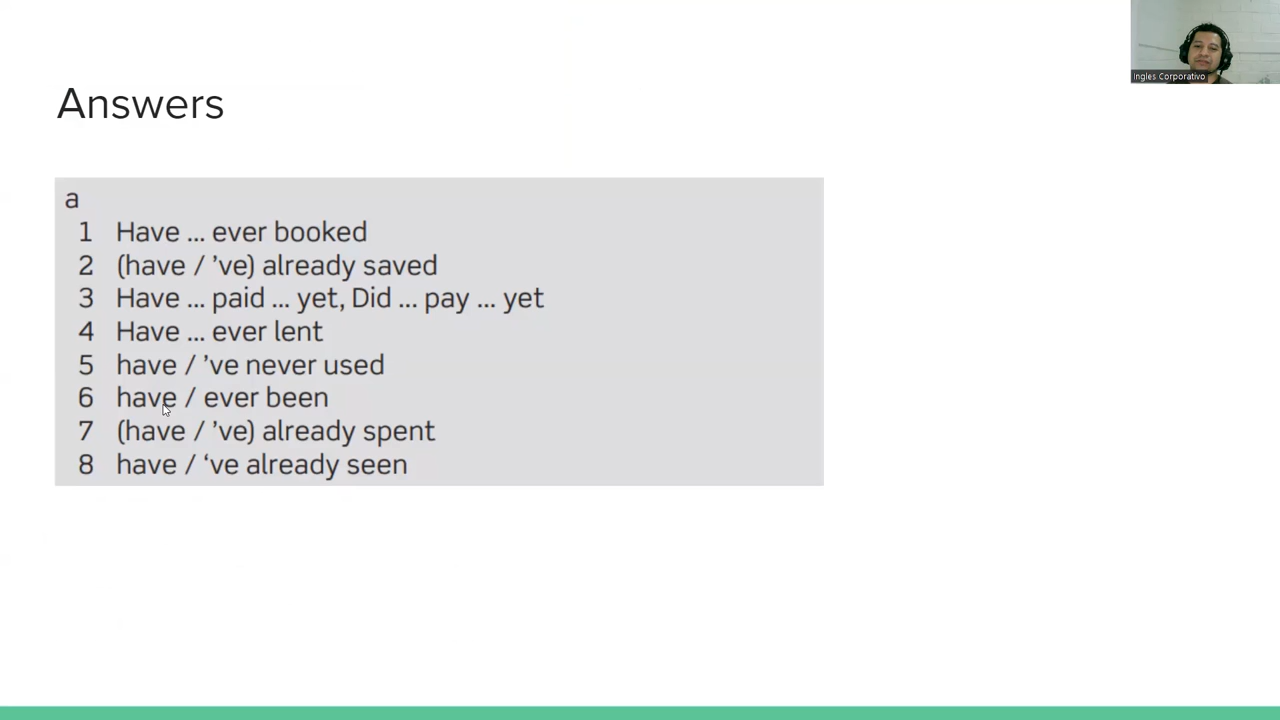 Ingles Corporativo
Answers
a
1 Have ... ever booked
2 (have / ’ve) already saved
3 Have ... paid ... yet, Did ... pay ... yet
4 Have ... ever lent
5 have / ’ve never used
6 have / ever been
7 (have / ’ve) already spent
8 have / ‘ve already seen